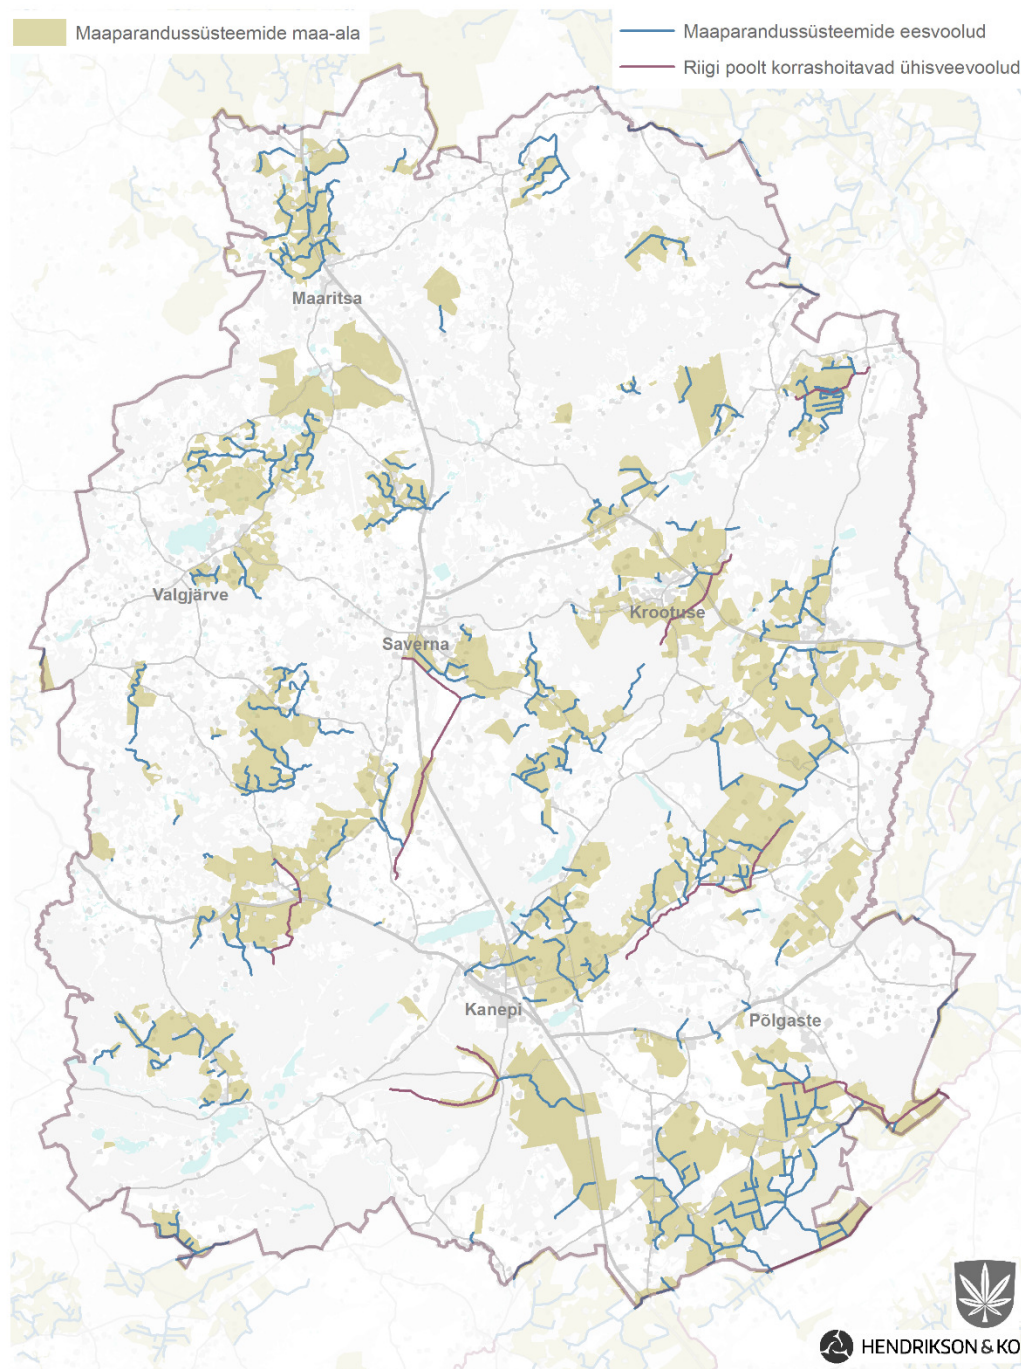 Maaparandussüsteemide maa-ala
Maaparandussüsteemide eesvoolud
Riigi poolt korrashoitavad ühisveevoolud
Maaritsa
Valgjärve
Krootuse
Saverna
Kanepi
Põlgaste
HENDRIKSON & KO